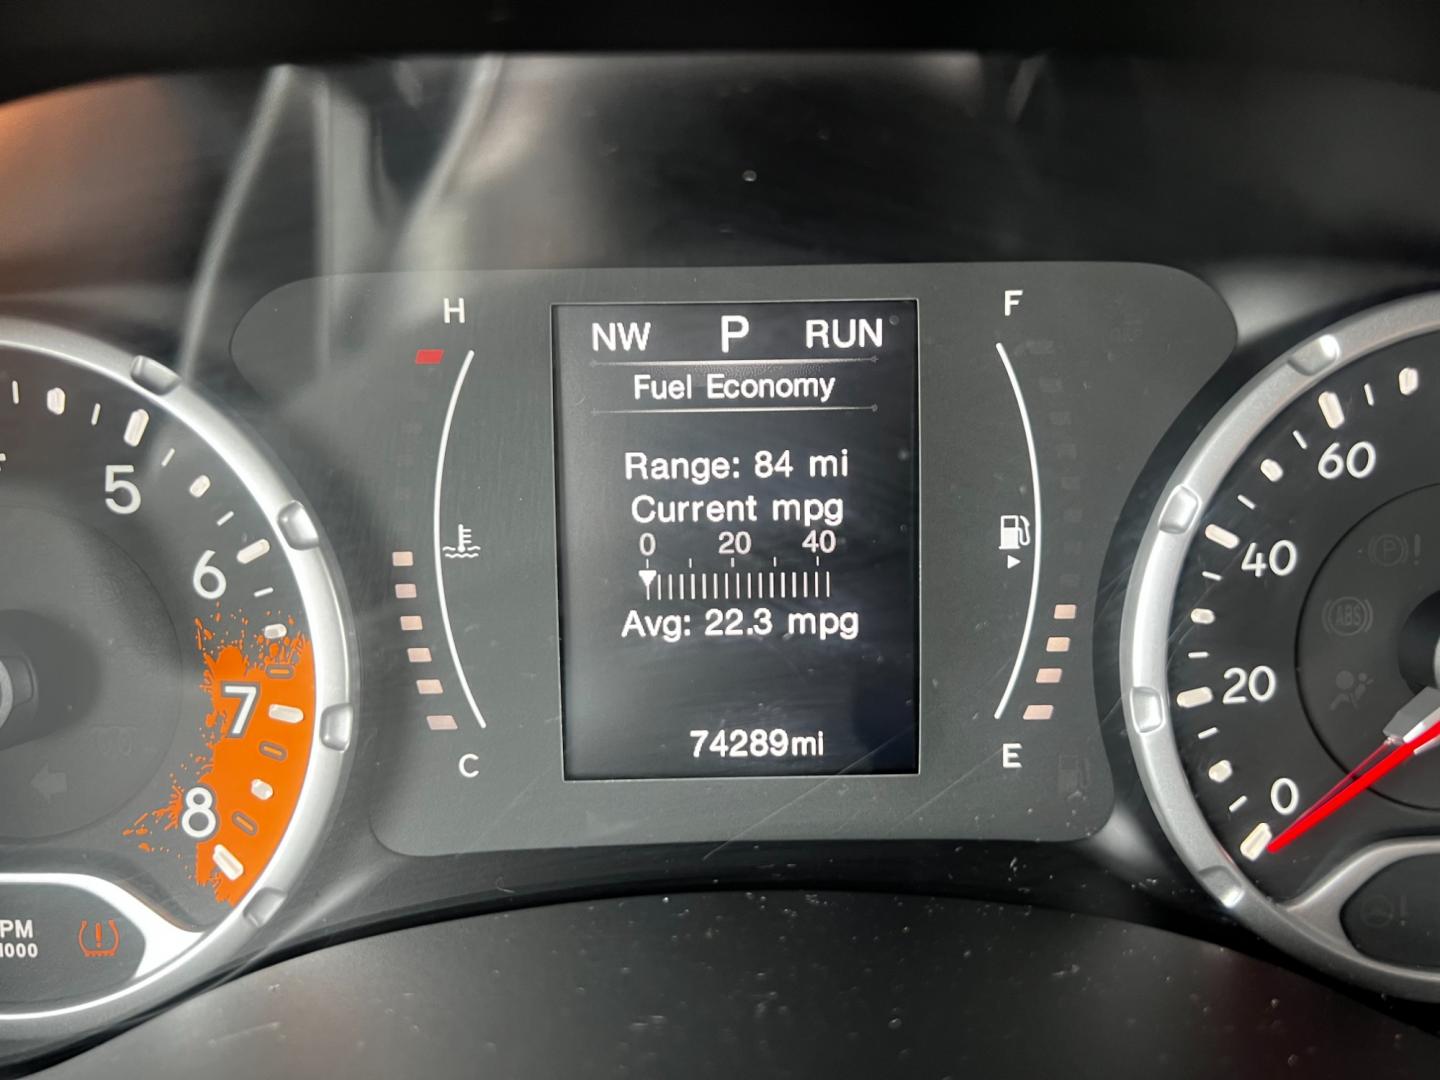 H
F
NW P RUN
Fuel Economy
Range: 84 mi
Current mpg
0 20 40
Avg: 22.3 mpg
74289mi
C
E
5
6
7
8
PM
1000
!
60
40
20
0
(P)!
ABS
!